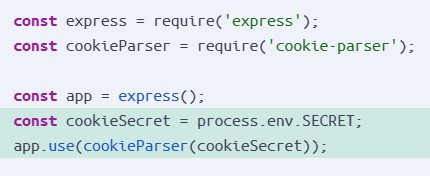 const express = require('express');
const cookieParser = require('cookie-parser');
const app = express();
const cookieSecret = process.env.SECRET;
app.use(cookieParser(cookieSecret));